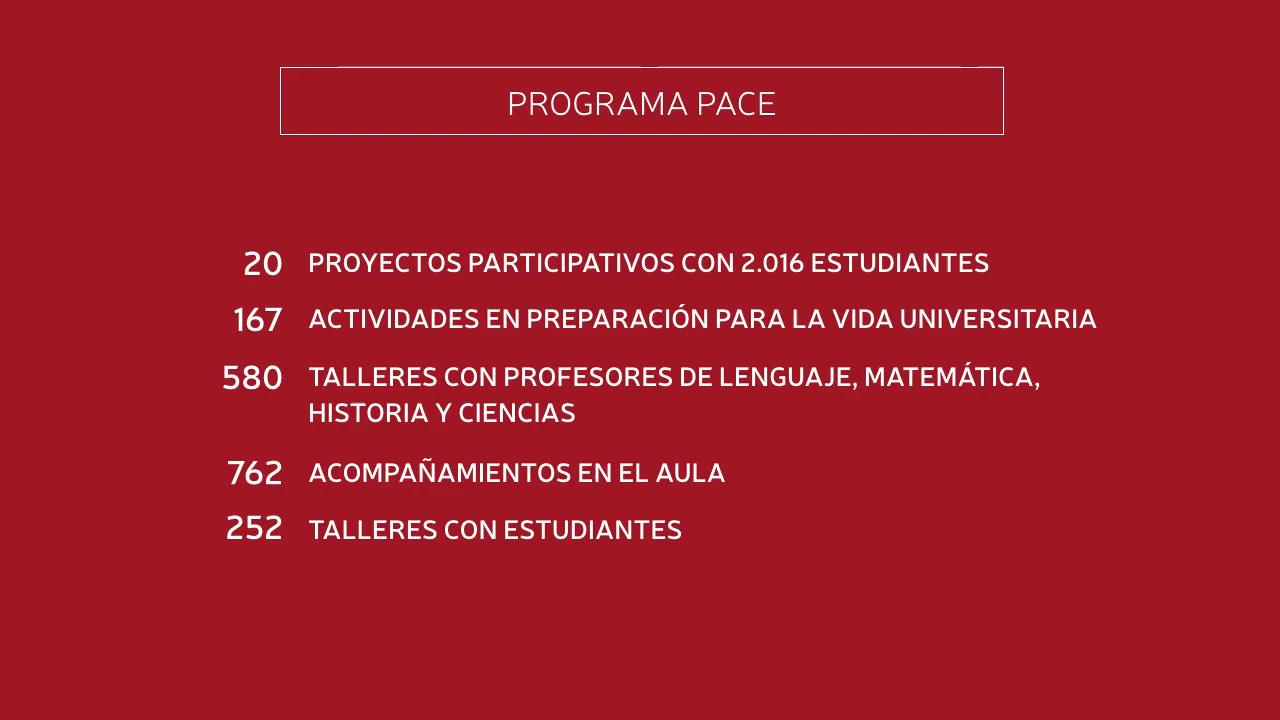 PROGRAMA PACE
20 PROYECTOS PARTICIPATIVOS CON 2.016 ESTUDIANTES
167 ACTIVIDADES EN PREPARACIÓN PARA LA VIDA UNIVERSITARIA
580 TALLERES CON PROFESORES DE LENGUAJE, MATEMÁTICA,
HISTORIA Y CIENCIAS
762 ACOMPAÑAMIENTOS EN EL AULA
252 TALLERES CON ESTUDIANTES